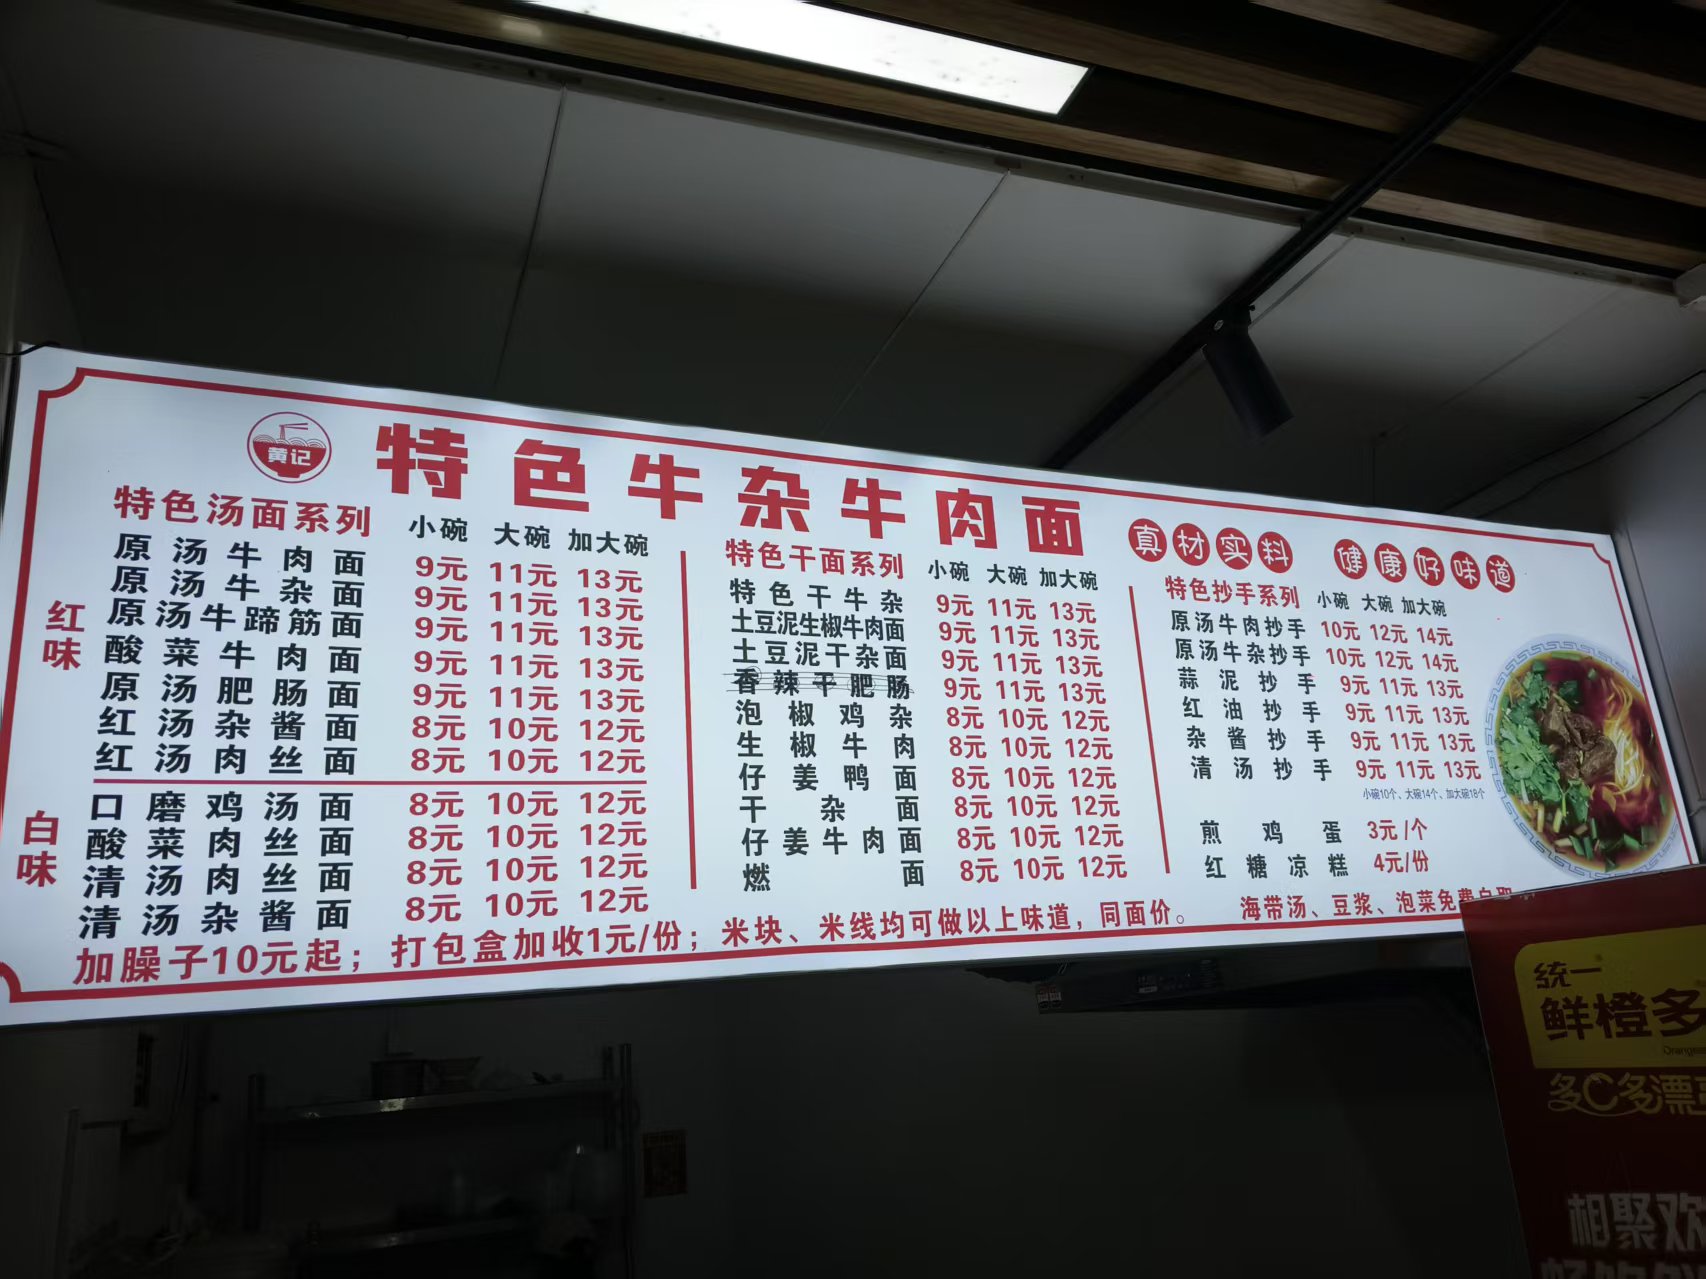 黄记
特色牛杂牛肉面
真材实料 健康好味道
特色汤面系列 小碗 大碗 加大碗
红味
原汤牛肉面 9元 11元 13元
原汤牛杂面 9元 11元 13元
原汤牛蹄筋面 9元 11元 13元
酸菜牛肉面 9元 11元 13元
原汤肥肠面 9元 11元 13元
红汤杂酱面 8元 10元 12元
红汤肉丝面 8元 10元 12元
白味
口磨鸡汤面 8元 10元 12元
酸菜肉丝面 8元 10元 12元
清汤肉丝面 8元 10元 12元
清汤杂酱面 8元 10元 12元
特色干面系列 小碗 大碗 加大碗
特色干牛杂 9元 11元 13元
土豆泥生椒牛肉面 9元 11元 13元
土豆泥干杂面 9元 11元 13元
香辣干肥肠 9元 11元 13元
泡椒鸡杂 8元 10元 12元
生椒牛肉 8元 10元 12元
仔姜鸭面 8元 10元 12元
干杂面 8元 10元 12元
仔姜牛肉面 8元 10元 12元
燃面 8元 10元 12元
特色抄手系列 小碗 大碗 加大碗
原汤牛肉抄手 10元 12元 14元
原汤牛杂抄手 10元 12元 14元
蒜泥抄手 9元 11元 13元
红油抄手 9元 11元 13元
杂酱抄手 9元 11元 13元
清汤抄手 9元 11元 13元
小碗10个、大碗14个、加大碗18个
煎鸡蛋 3元/个
红糖凉糕 4元/份
加臊子10元起；打包盒加收1元/份；米块、米线均可做以上味道，同面价。 海带汤、豆浆、泡菜免费自取
统一
鲜橙多
多C多漂
相聚欢